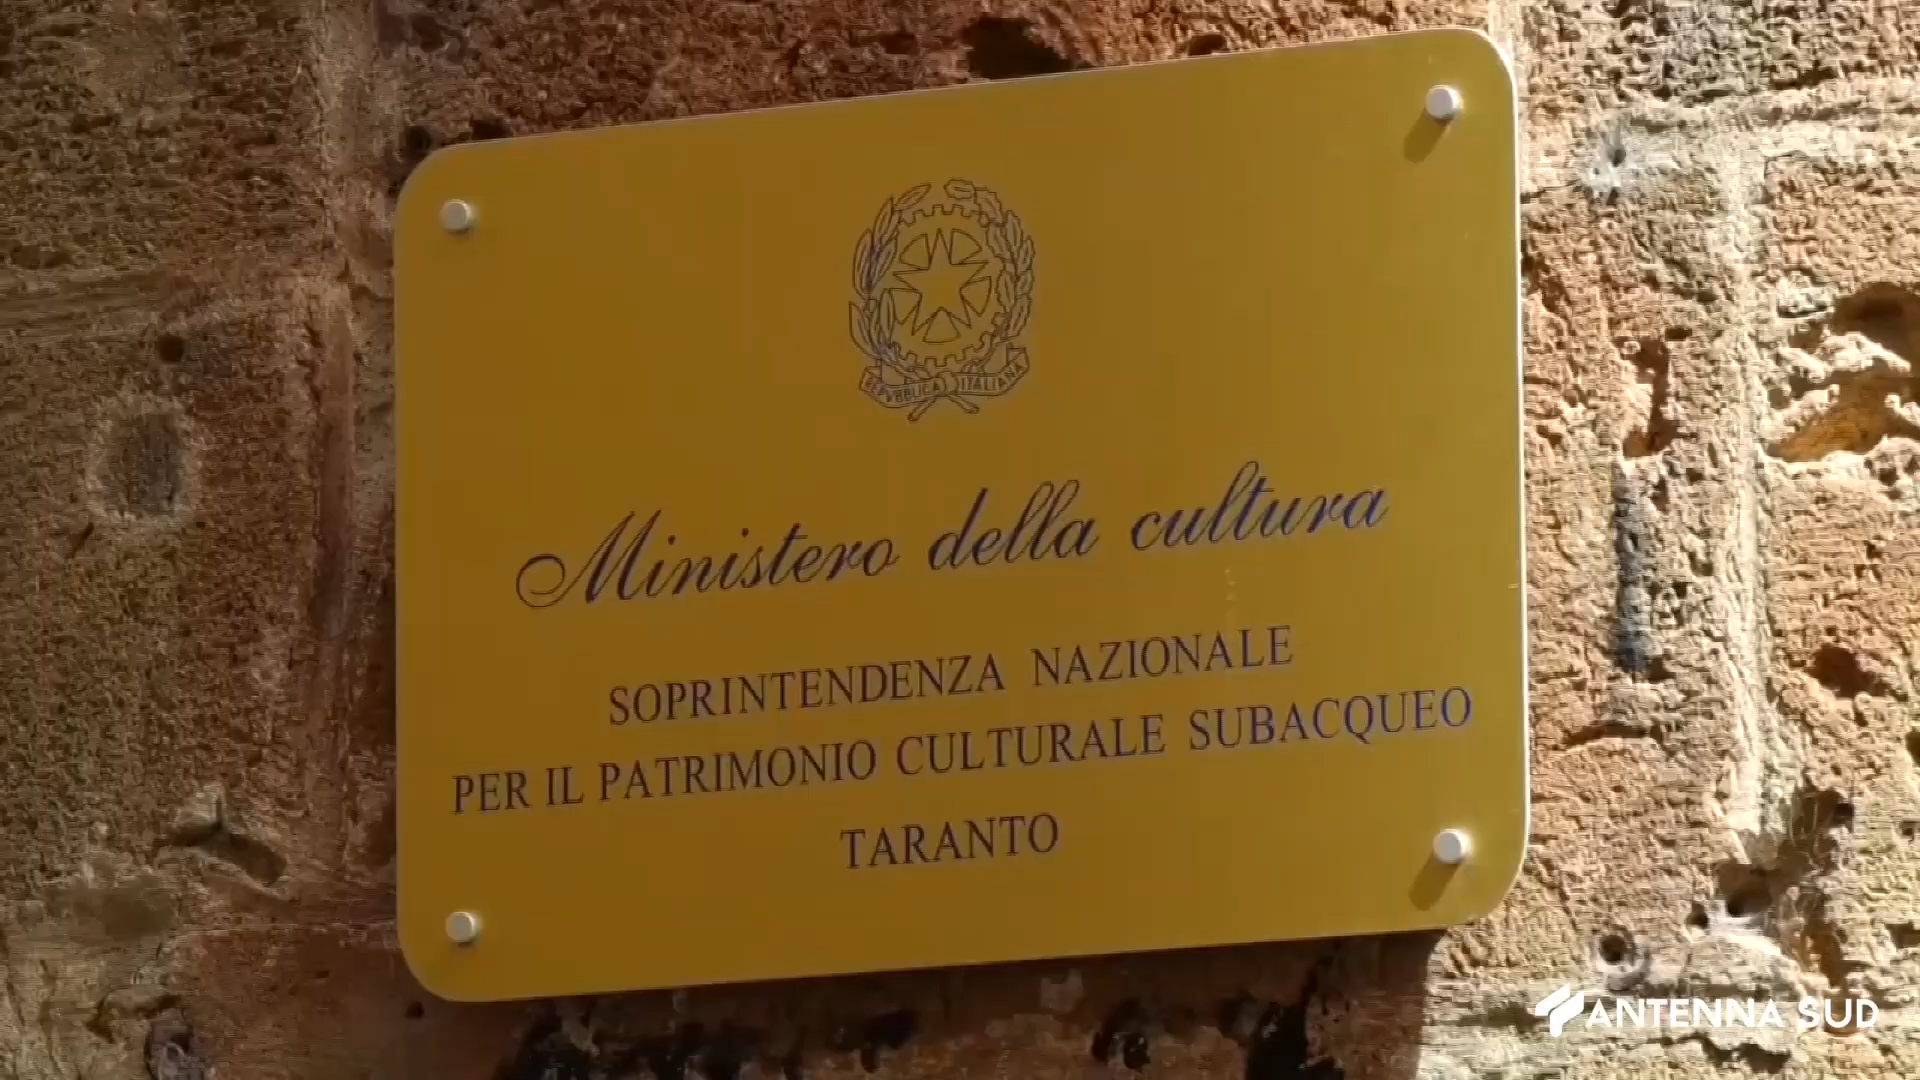 REPVBBLICA ITALIANA
Ministero della cultura
SOPRINTENDENZA NAZIONALE
PER IL PATRIMONIO CULTURALE SUBACQUEO
TARANTO
ANTENNA SUD